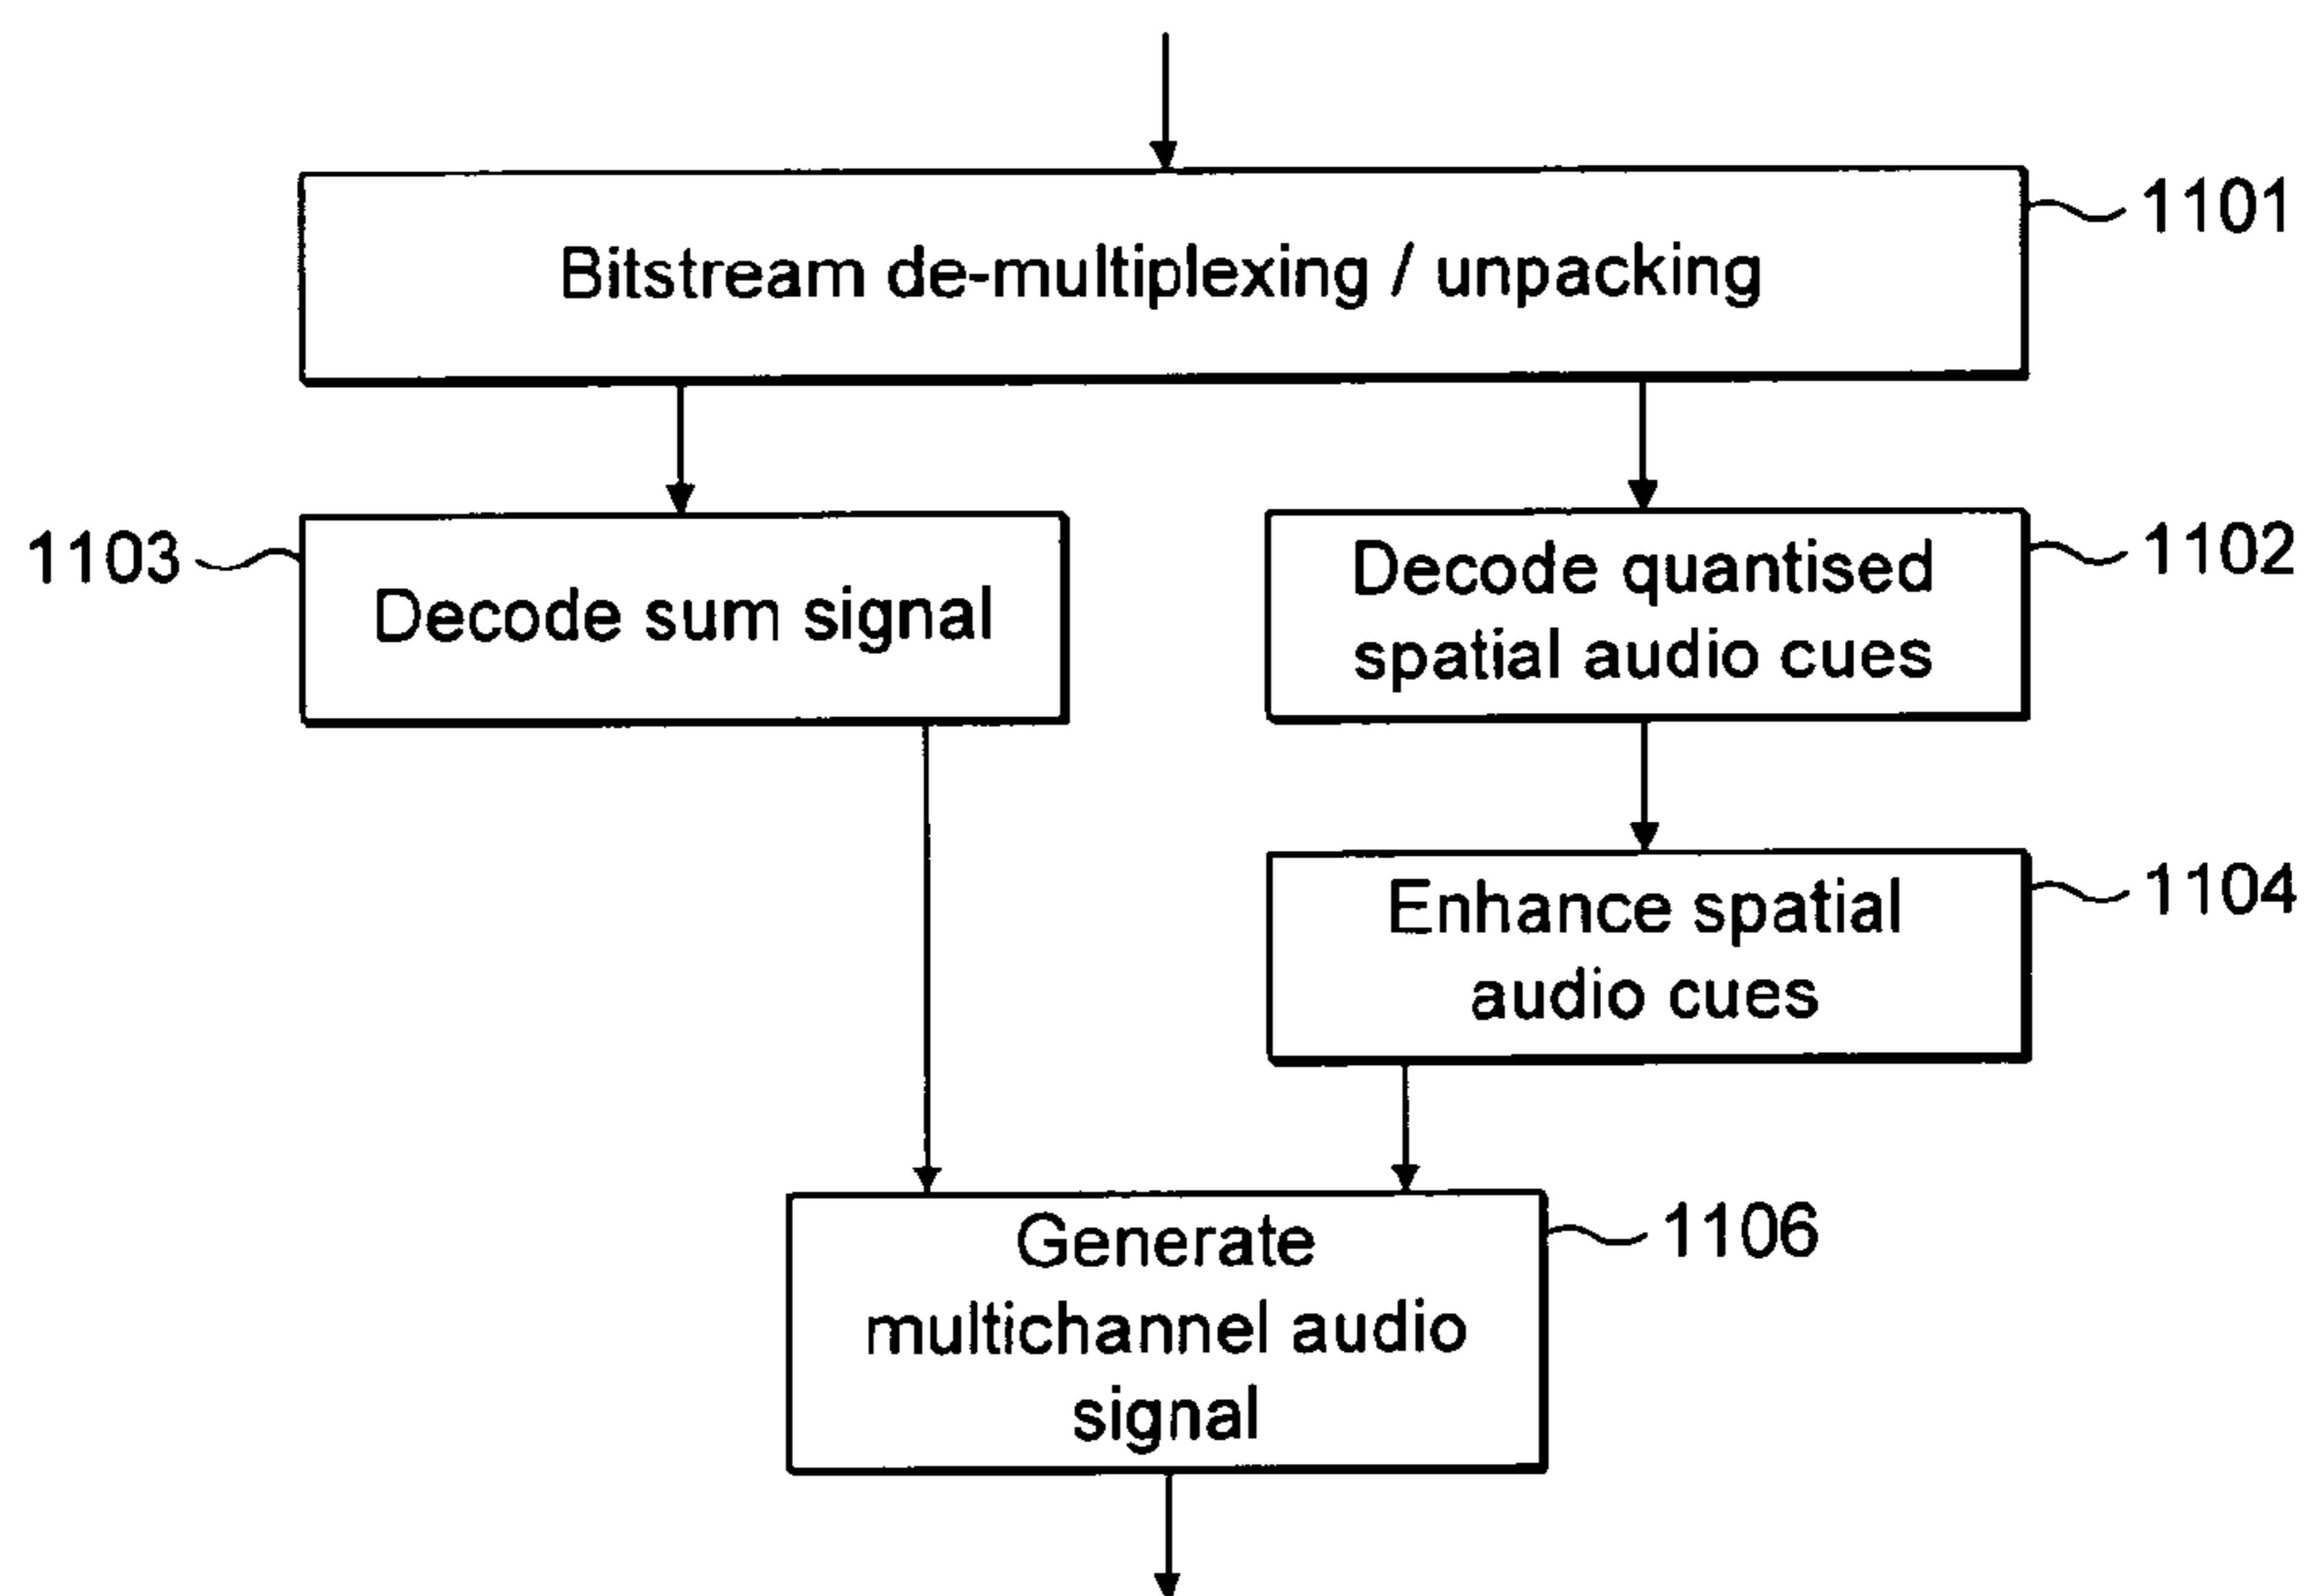 Bitstream de-multiplexing / unpacking
1101
1103
Decode sum signal
Decode quantised
spatial audio cues
1102
Enhance spatial
audio cues
1104
Generate
multichannel audio
signal
1106